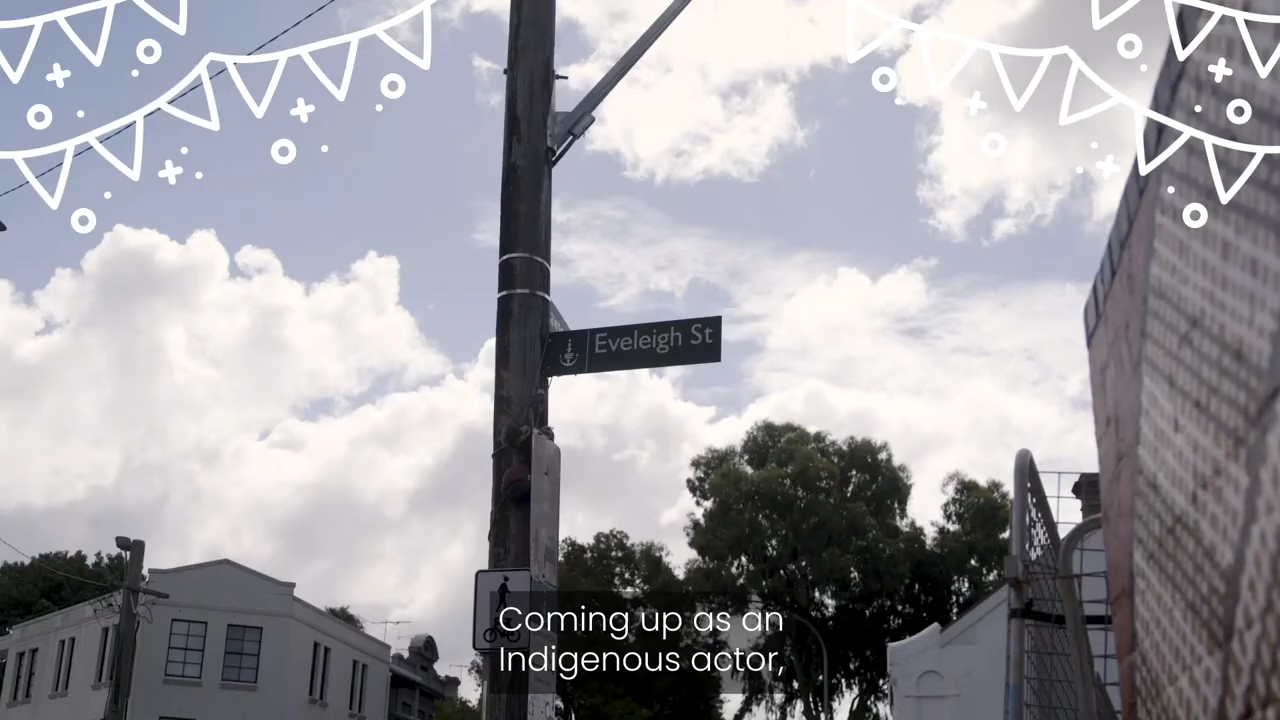 Eveleigh St
Coming up as an
Indigenous actor,